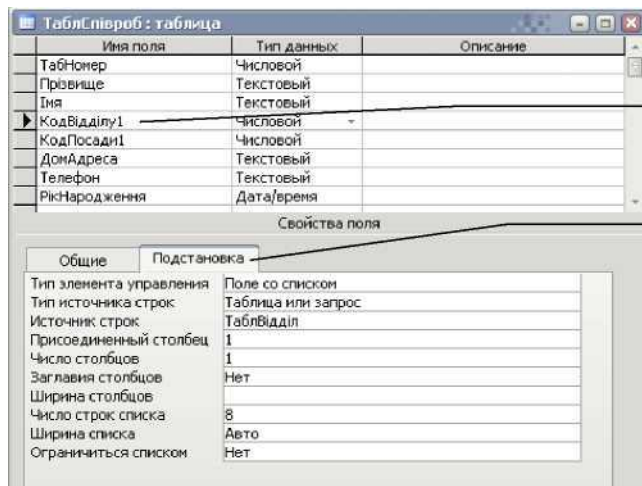 ТаблСпівроб : таблица
Имя поля Тип данных Описание
ТабНомер Числовой
Прізвище Текстовый
Імя Текстовый
КодВідділу1 Числовой
КодПосади1 Числовой
ДомАдреса Текстовый
Телефон Текстовый
РікНародження Дата/время
Свойства поля
Общие Подстановка
Тип элемента управления Поле со списком
Тип источника строк Таблица или запрос
Источник строк ТаблВідділ
Присоединенный столбец 1
Число столбцов 1
Заглавия столбцов Нет
Ширина столбцов
Число строк списка 8
Ширина списка Авто
Ограничиться списком Нет